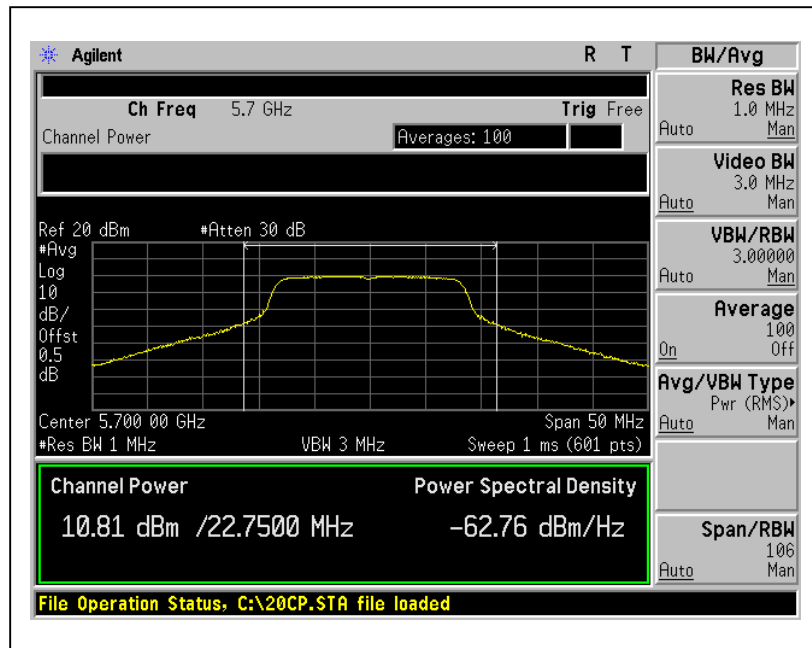 Agilent
R T
BW/Avg
Ch Freq 5.7 GHz
Trig Free
Channel Power
Averages: 100
Ref 20 dBm
#Atten 30 dB
#Avg
Log
10
dB/
Offst
0.5
dB
Center 5.700 00 GHz
Span 50 MHz
#Res BW 1 MHz
VBW 3 MHz
Sweep 1 ms (601 pts)
Channel Power
Power Spectral Density
10.81 dBm /22.7500 MHz
-62.76 dBm/Hz
File Operation Status, C:\20CP.STA file loaded
Res BW
1.0 MHz
Auto Man
Video BW
3.0 MHz
Auto Man
VBW/RBW
3.00000
Auto Man
Average
100
On Off
Avg/VBW Type
Pwr (RMS)▸
Auto Man
Span/RBW
106
Auto Man